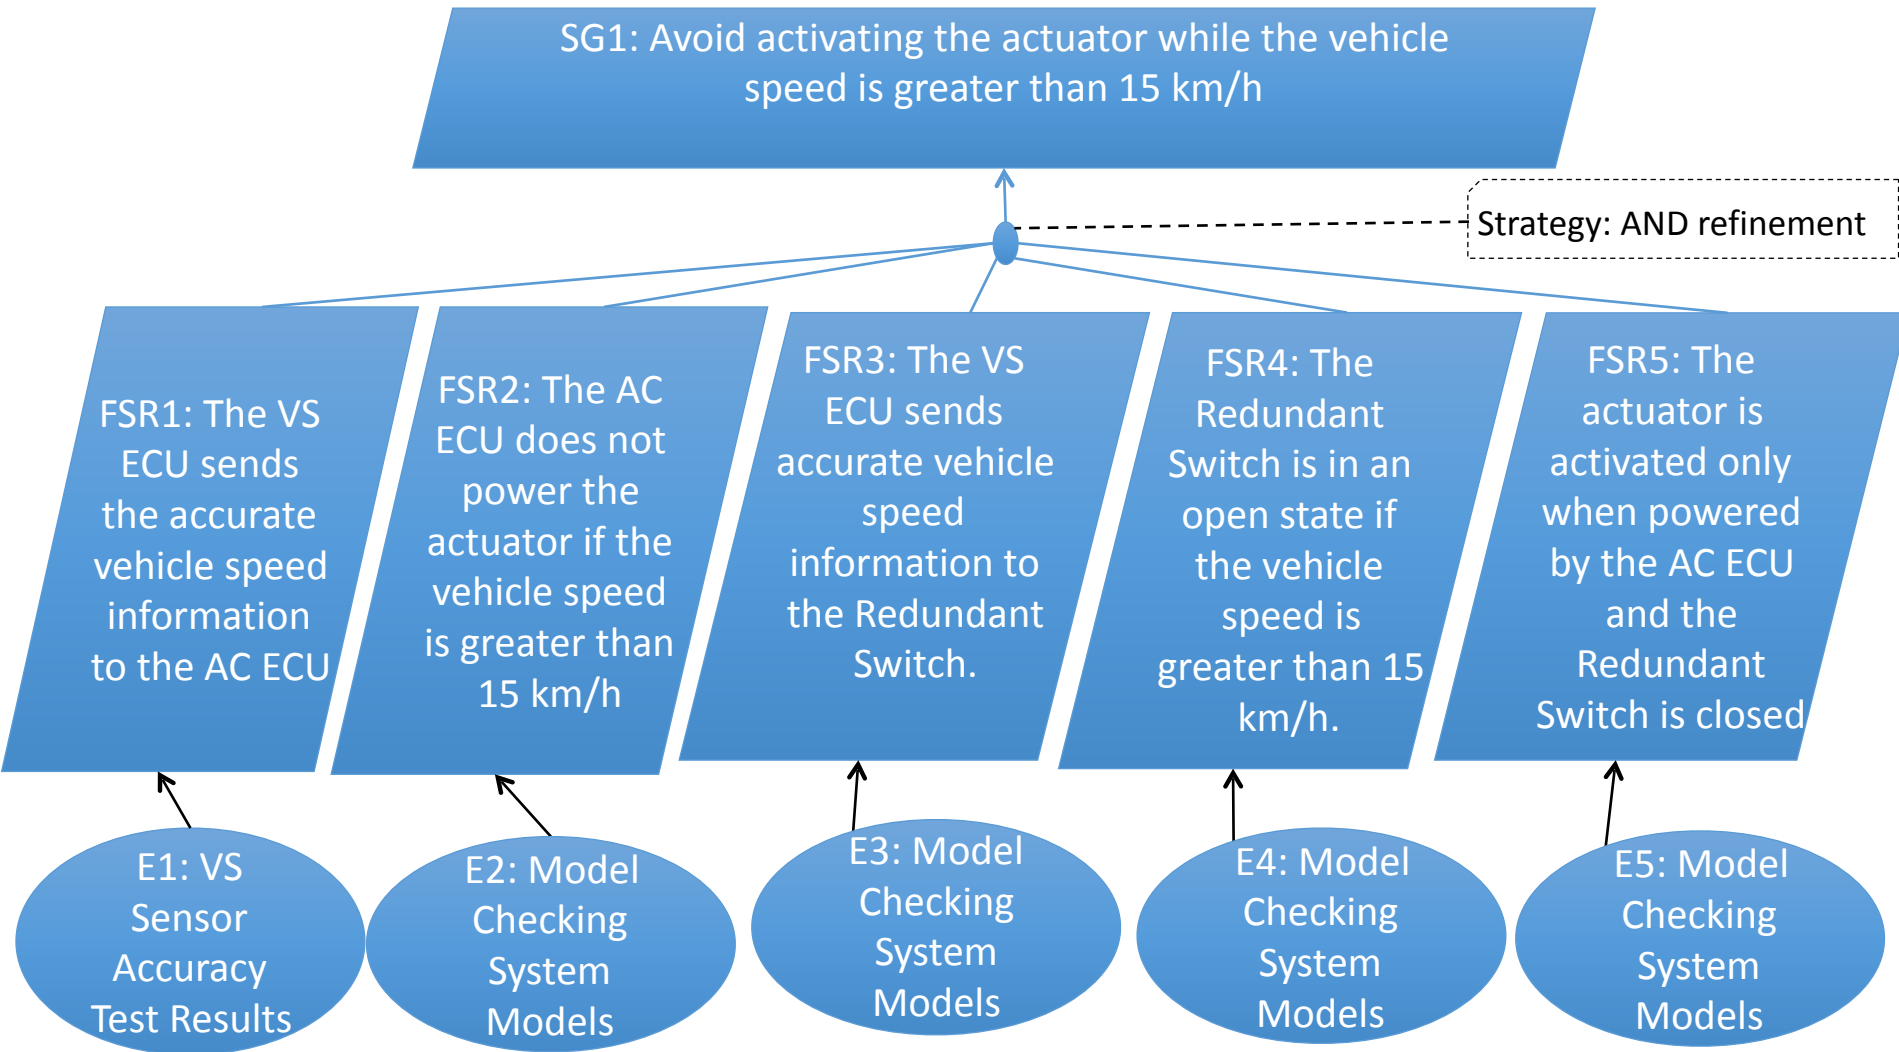 SG1: Avoid activating the actuator while the vehicle
speed is greater than 15 km/h
Strategy: AND refinement
FSR1: The VS
ECU sends
the accurate
vehicle speed
information
to the AC ECU
FSR2: The AC
ECU does not
power the
actuator if the
vehicle speed
is greater than
15 km/h
FSR3: The VS
ECU sends
accurate vehicle
speed
information to
the Redundant
Switch.
FSR4: The
Redundant
Switch is in an
open state if
the vehicle
speed is
greater than 15
km/h.
FSR5: The
actuator is
activated only
when powered
by the AC ECU
and the
Redundant
Switch is closed
E1: VS
Sensor
Accuracy
Test Results
E2: Model
Checking
System
Models
E3: Model
Checking
System
Models
E4: Model
Checking
System
Models
E5: Model
Checking
System
Models